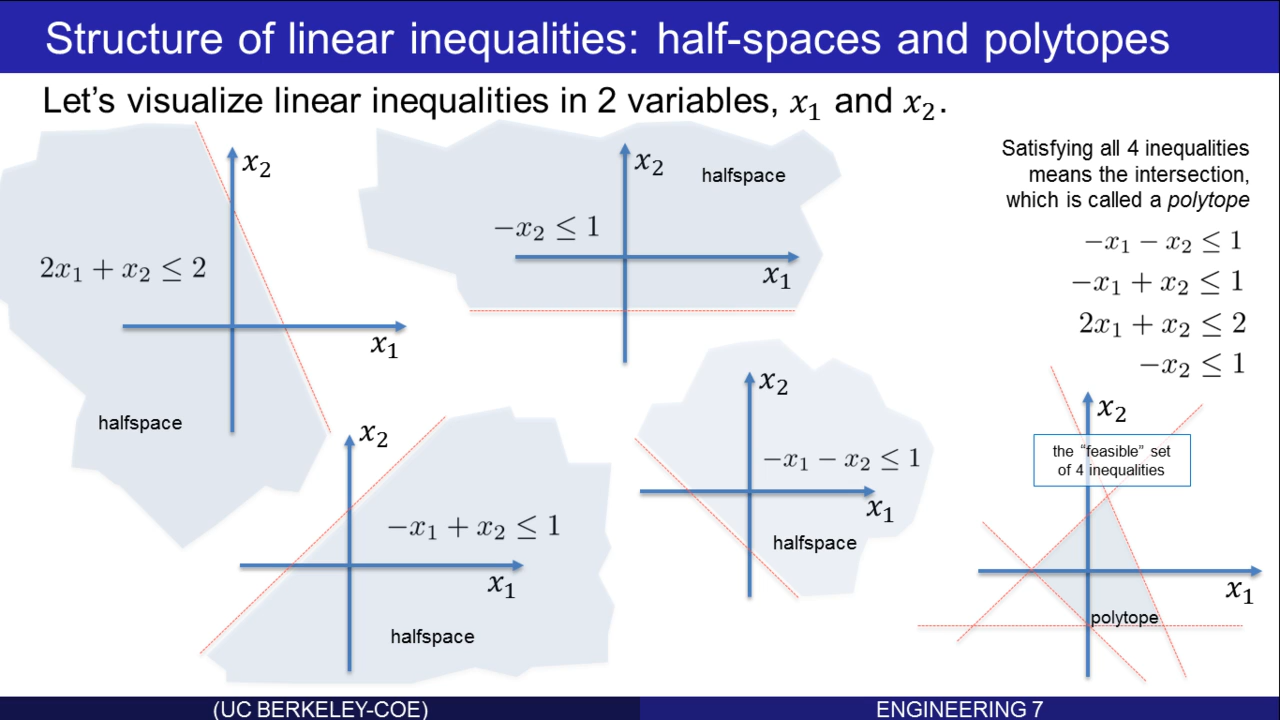 Structure of linear inequalities: half-spaces and polytopes
Let's visualize linear inequalities in 2 variables, x₁ and x₂.
x₂
2x₁ + x₂ ≤ 2
x₁
halfspace
x₂
halfspace
−x₂ ≤ 1
x₁
x₂
−x₁ + x₂ ≤ 1
x₁
halfspace
x₂
−x₁ − x₂ ≤ 1
x₁
halfspace
Satisfying all 4 inequalities
means the intersection,
which is called a polytope
−x₁ − x₂ ≤ 1
−x₁ + x₂ ≤ 1
2x₁ + x₂ ≤ 2
−x₂ ≤ 1
x₂
the “feasible” set
of 4 inequalities
x₁
polytope
(UC BERKELEY-COE)
ENGINEERING 7